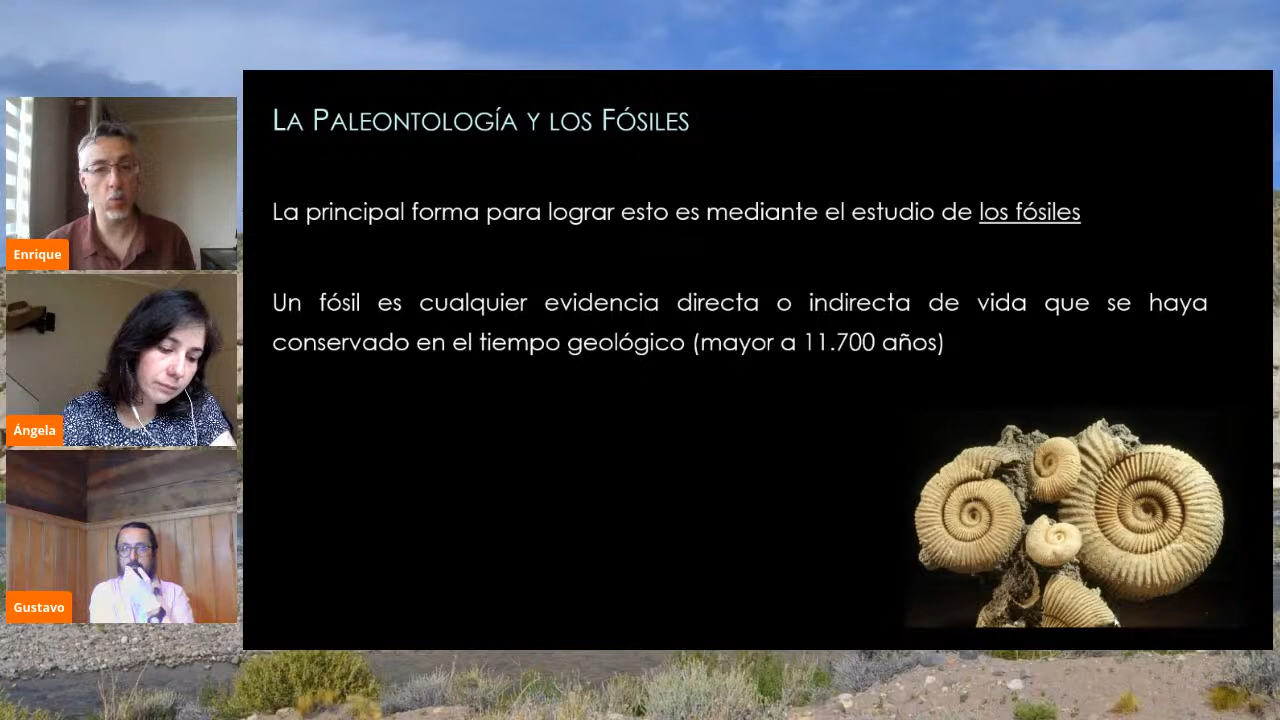 La Paleontología y los Fósiles
La principal forma para lograr esto es mediante el estudio de los fósiles
Un fósil es cualquier evidencia directa o indirecta de vida que se haya
conservado en el tiempo geológico (mayor a 11.700 años)
Enrique
Ángela
Gustavo